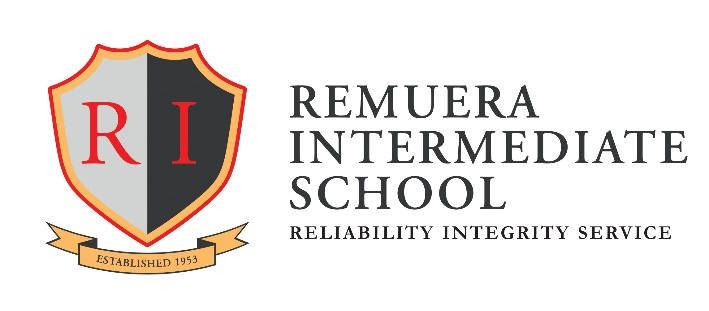 R I
ESTABLISHED 1953
REMUERA
INTERMEDIATE
SCHOOL
RELIABILITY INTEGRITY SERVICE